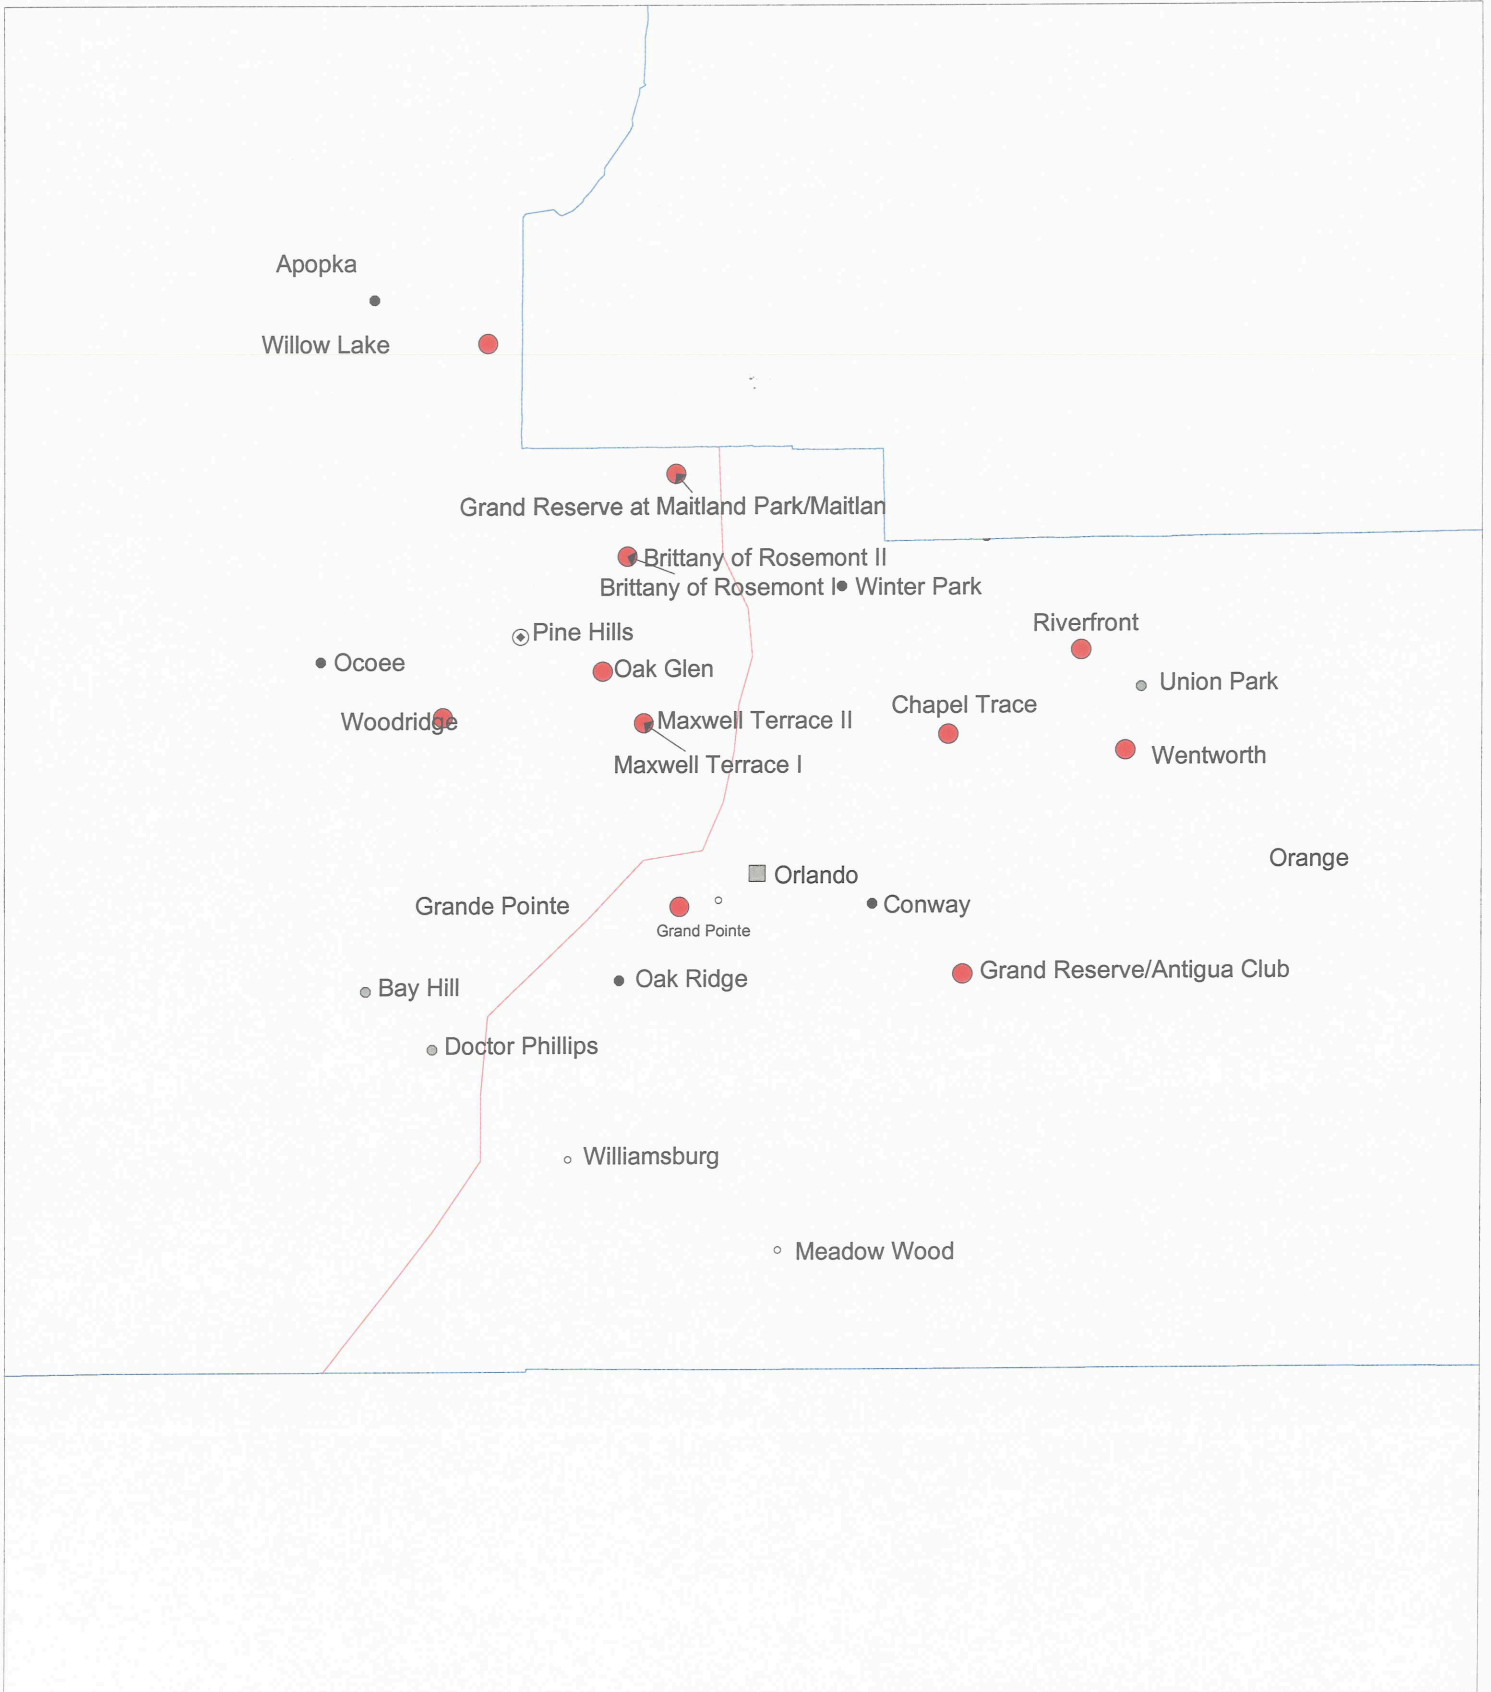 Apopka
Willow Lake
Grand Reserve at Maitland Park/Maitlan
Brittany of Rosemont II
Brittany of Rosemont I
Winter Park
Riverfront
Pine Hills
Ocoee
Oak Glen
Union Park
Chapel Trace
Woodridge
Maxwell Terrace II
Wentworth
Maxwell Terrace I
Orange
Orlando
Grande Pointe
Conway
Grand Pointe
Grand Reserve/Antigua Club
Oak Ridge
Bay Hill
Doctor Phillips
Williamsburg
Meadow Wood